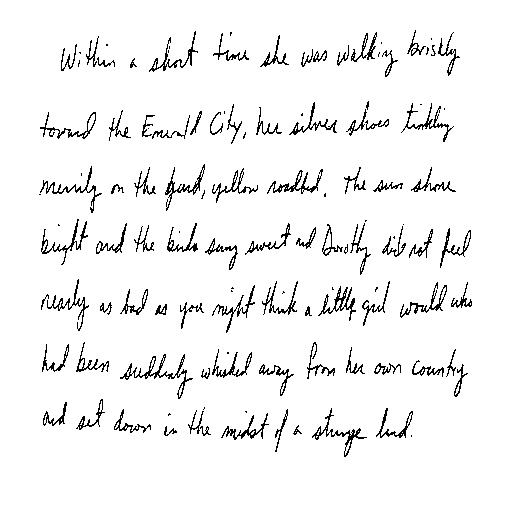 Within a short time she was walking briskly
toward the Emerald City, her silver shoes tinkling
merrily on the hard, yellow roadbed. The sun shone
bright and the birds sang sweet and Dorothy did not feel
nearly as bad as you might think a little girl would who
had been suddenly whisked away from her own country
and set down in the midst of a strange land.